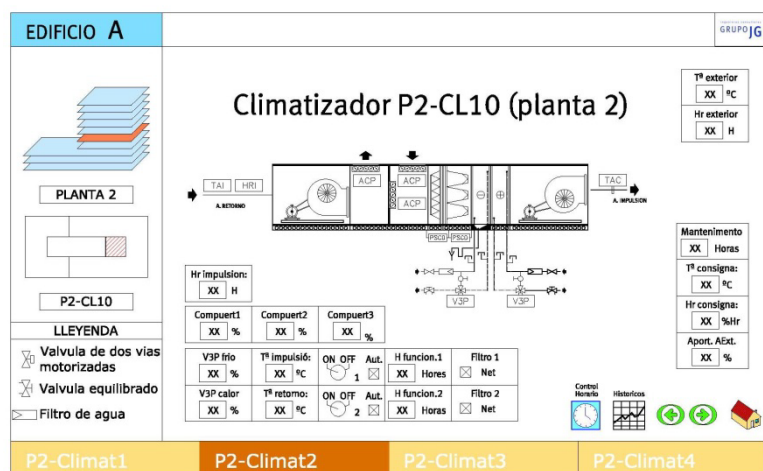 EDIFICIO A
GRUPO JG
Climatizador P2-CL10 (planta 2)
Tª exterior
XX ºC
Hr exterior
XX H
PLANTA 2
P2-CL10
TAI HRI
A. RETORNO
ACP
ACP
ACP
TAC
A. IMPULSION
PSCG PSCG
V3P V3P
Hr impulsion:
XX H
Compuert1 Compuert2 Compuert3
XX % XX % XX %
V3P frio Tª impulsió: ON OFF Aut. H funcion.1 Filtro 1
XX % XX ºC 1 XX Hores Net
V3P calor Tª retorno: ON OFF Aut. H funcion.2 Filtro 2
XX % XX ºC 2 XX Horas Net
Mantenimento
XX Horas
Tª consigna:
XX ºC
Hr consigna:
XX %Hr
Aport. AExt.
XX %
LLEYENDA
Valvula de dos vias
motorizadas
Valvula equilibrado
Filtro de agua
Control
Horario
Historicos
P2-Climat1 P2-Climat2 P2-Climat3 P2-Climat4